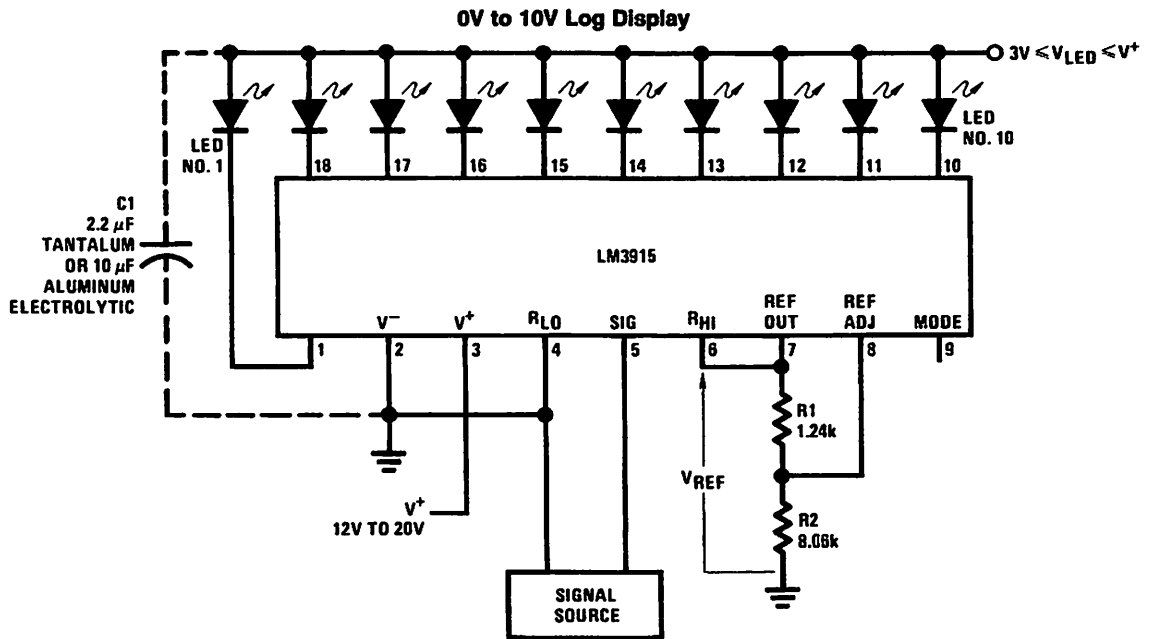 0V to 10V Log Display
3V ≤ V_LED ≤ V+
LED
NO. 1
LED
NO. 10
18
17
16
15
14
13
12
11
10
C1
2.2 μF
TANTALUM
OR 10 μF
ALUMINUM
ELECTROLYTIC
LM3915
V−
V+
R_LO
SIG
R_HI
REF
OUT
REF
ADJ
MODE
1
2
3
4
5
6
7
8
9
R1
1.24k
V_REF
V+
12V TO 20V
R2
8.06k
SIGNAL
SOURCE